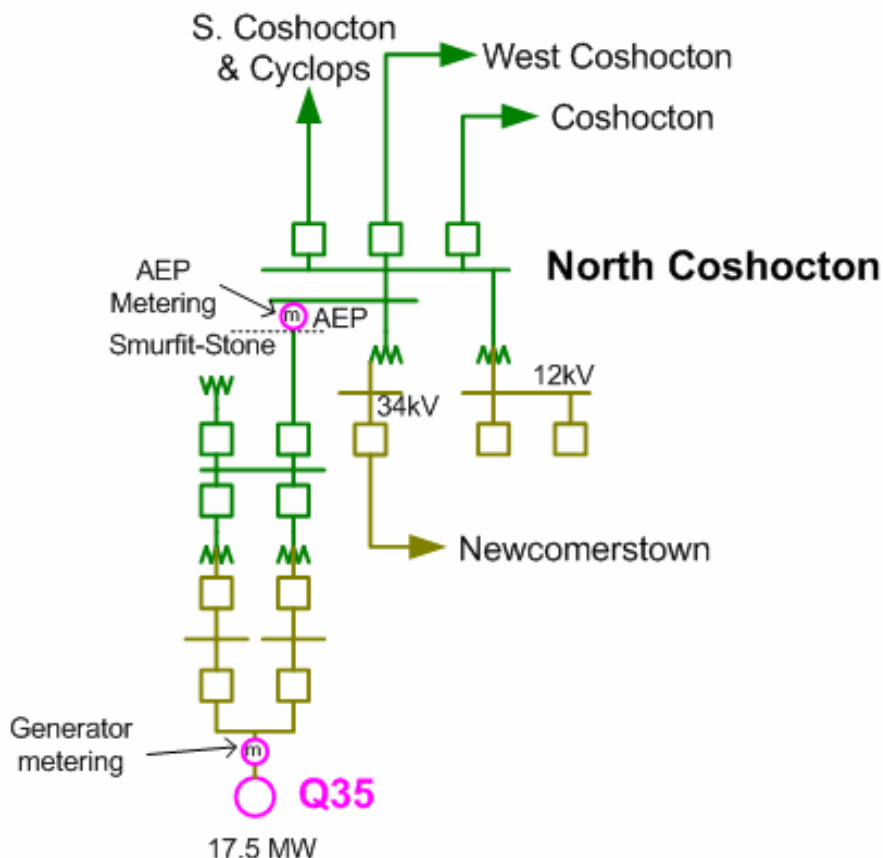 S. Coshocton
& Cyclops
West Coshocton
Coshocton
North Coshocton
AEP
Metering
m
AEP
Smurfit-Stone
12kV
34kV
Newcomerstown
Generator
metering
m
Q35
17.5 MW